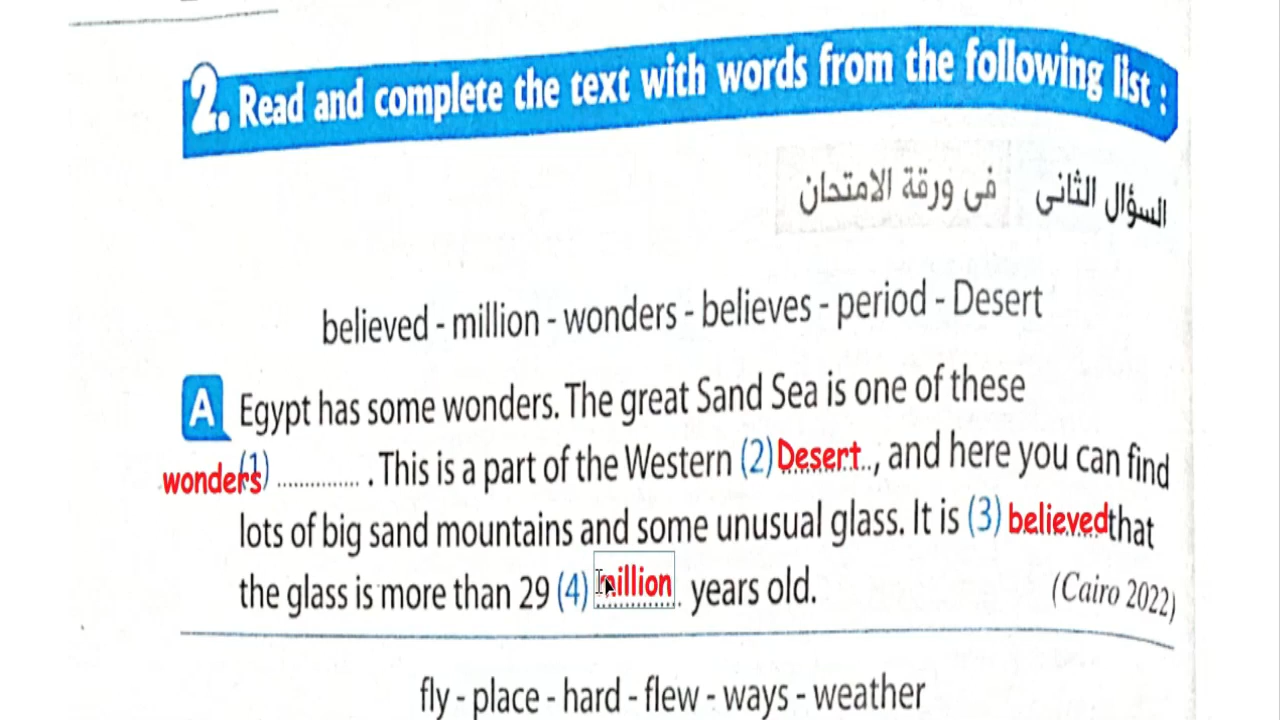 2. Read and complete the text with words from the following list :
السؤال الثانى فى ورقة الامتحان
believed - million - wonders - believes - period - Desert
A Egypt has some wonders. The great Sand Sea is one of these
(1) wonders .............. . This is a part of the Western (2) Desert.., and here you can find
lots of big sand mountains and some unusual glass. It is (3) believed that
the glass is more than 29 (4) million years old. (Cairo 2022)
fly - place - hard - flew - ways - weather